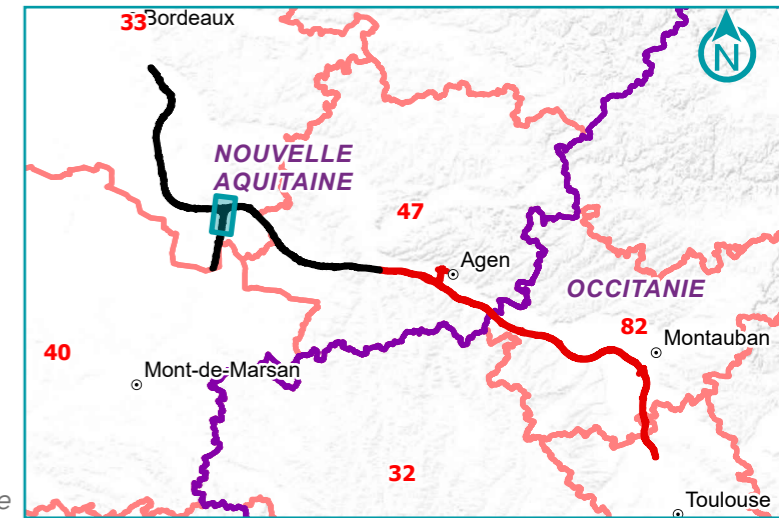 33
Bordeaux
N
NOUVELLE
AQUITAINE
47
Agen
OCCITANIE
82
Montauban
40
Mont-de-Marsan
32
e
Toulouse